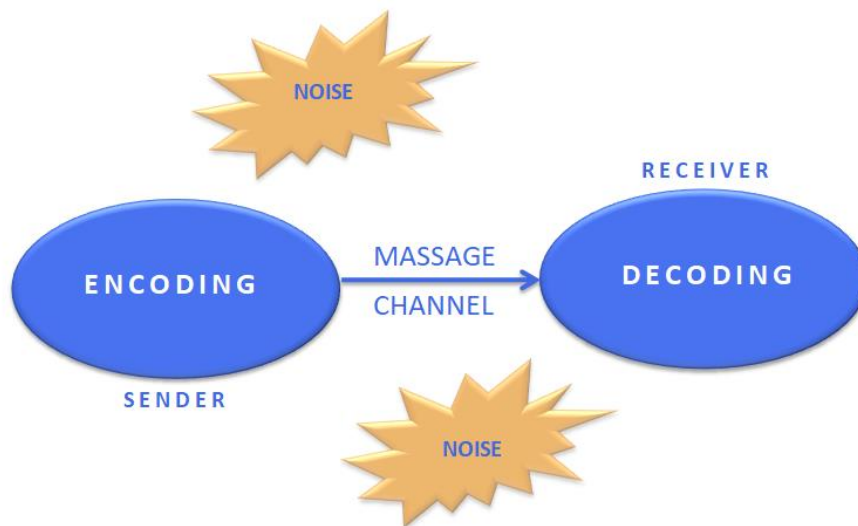 NOISE
RECEIVER
ENCODING
MASSAGE
CHANNEL
DECODING
SENDER
NOISE